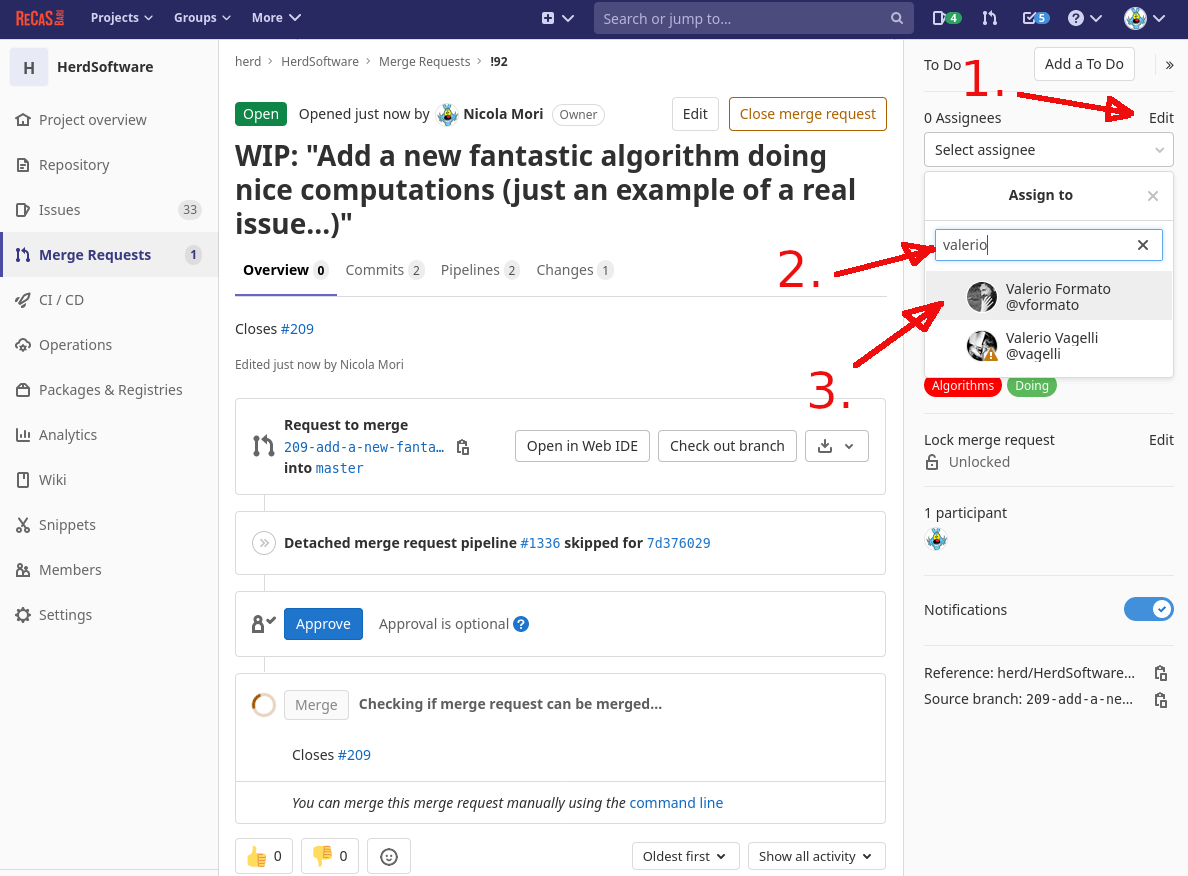 RECAS BARI
Projects Groups More Search or jump to... 4 5
H HerdSoftware
Project overview
Repository
Issues 33
Merge Requests 1
CI / CD
Operations
Packages & Registries
Analytics
Wiki
Snippets
Members
Settings
herd › HerdSoftware › Merge Requests › !92
Open Opened just now by Nicola Mori Owner Edit Close merge request
WIP: "Add a new fantastic algorithm doing
nice computations (just an example of a real
issue...)"
Overview 0 Commits 2 Pipelines 2 Changes 1
Closes #209
Edited just now by Nicola Mori
Request to merge
209-add-a-new-fanta…
into master
Open in Web IDE Check out branch
Detached merge request pipeline #1336 skipped for 7d376029
Approve Approval is optional
Merge Checking if merge request can be merged…
Closes #209
You can merge this merge request manually using the command line
0 0
Oldest first Show all activity
To Do Add a To Do »
1.
0 Assignees Edit
Select assignee
Assign to
2.
valerio
Valerio Formato
@vformato
3.
Valerio Vagelli
@vagelli
Algorithms Doing
Lock merge request Edit
Unlocked
1 participant
Notifications
Reference: herd/HerdSoftware…
Source branch: 209-add-a-ne…